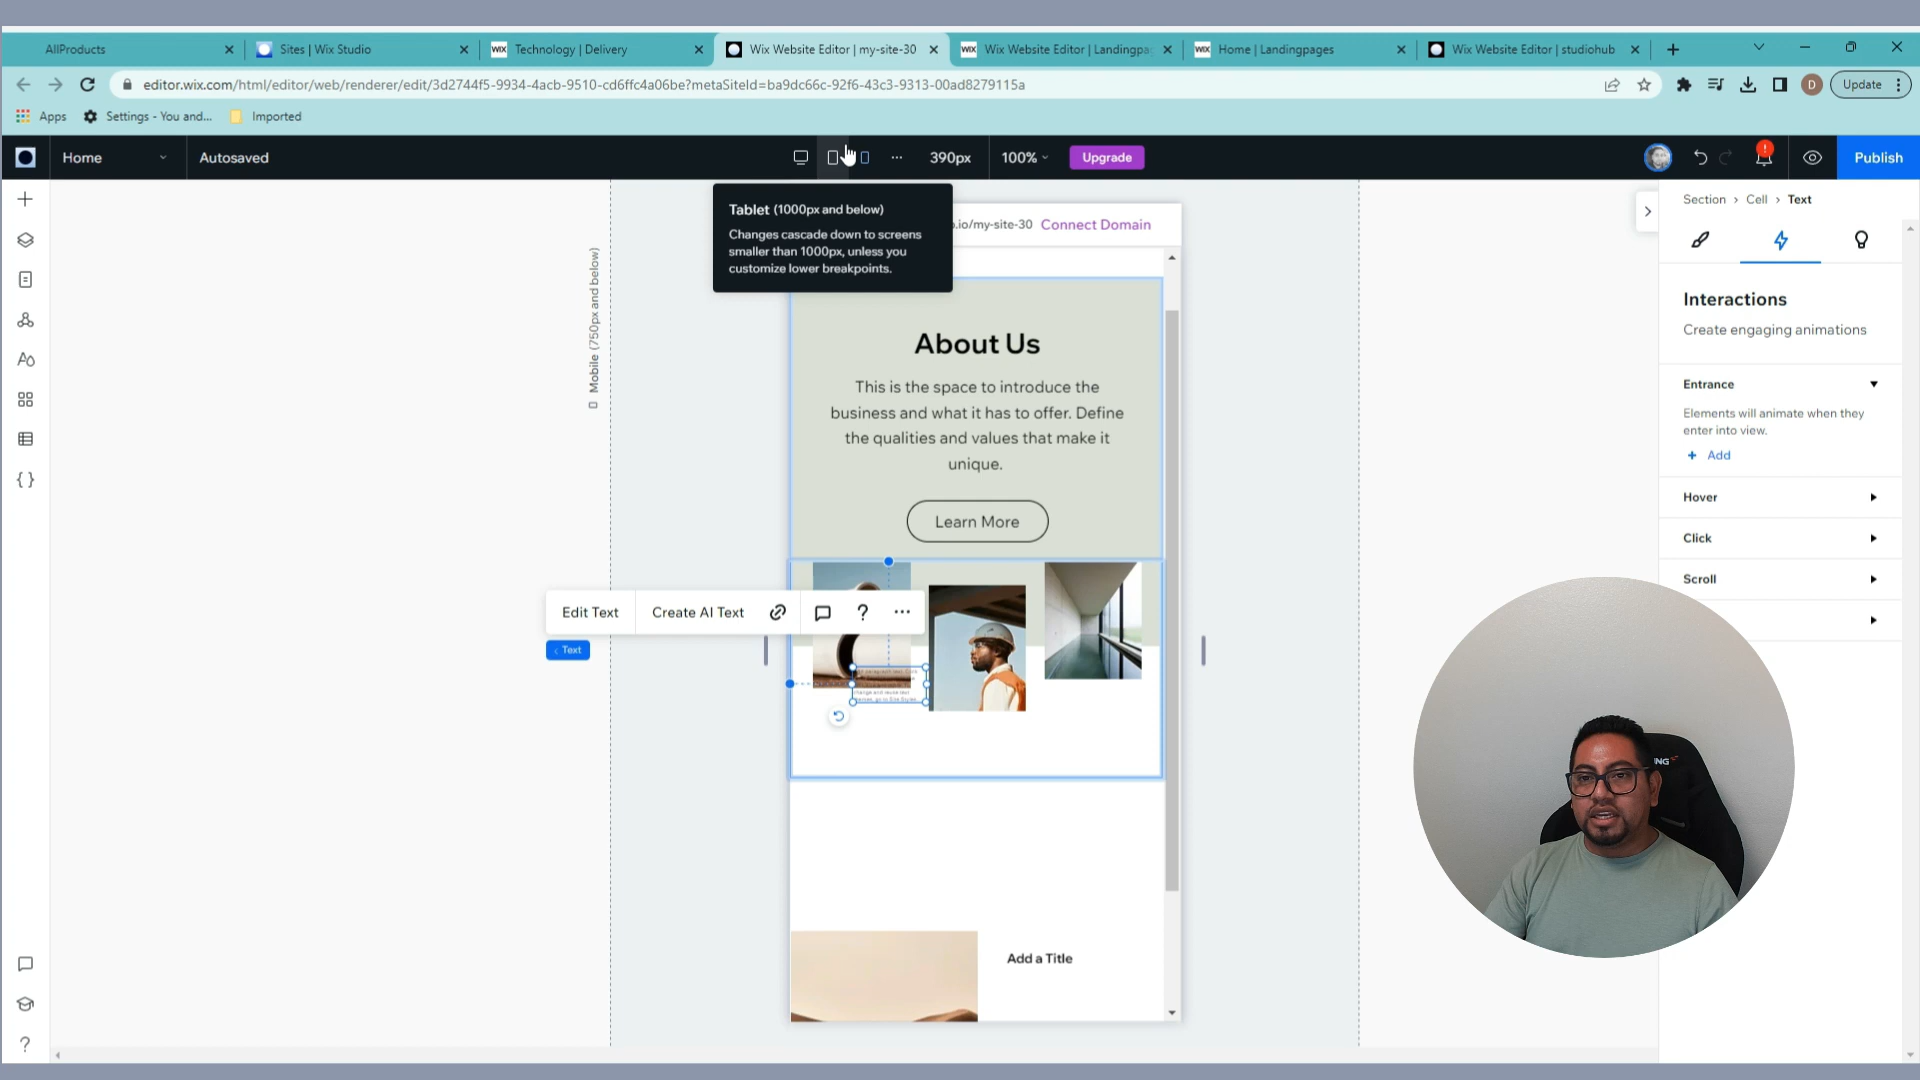 AllProducts
Sites | Wix Studio
WIX Technology | Delivery
Wix Website Editor | my-site-30
WIX Wix Website Editor | Landingpag
WIX Home | Landingpages
Wix Website Editor | studiohub
editor.wix.com/html/editor/web/renderer/edit/3d2744f5-9934-4acb-9510-cd6ffc4a06be?metaSiteId=ba9dc66c-92f6-43c3-9313-00ad8279115a
D
Update
Apps
Settings - You and...
Imported
Home
Autosaved
390px
100%
Upgrade
Publish
Tablet (1000px and below)
Changes cascade down to screens
smaller than 1000px, unless you
customize lower breakpoints.
.io/my-site-30 Connect Domain
Mobile (750px and below)
About Us
This is the space to introduce the
business and what it has to offer. Define
the qualities and values that make it
unique.
Learn More
Edit Text
Create AI Text
?
‹ Text
Add a Title
Section › Cell › Text
Interactions
Create engaging animations
Entrance
Elements will animate when they
enter into view.
+ Add
Hover
Click
Scroll
?